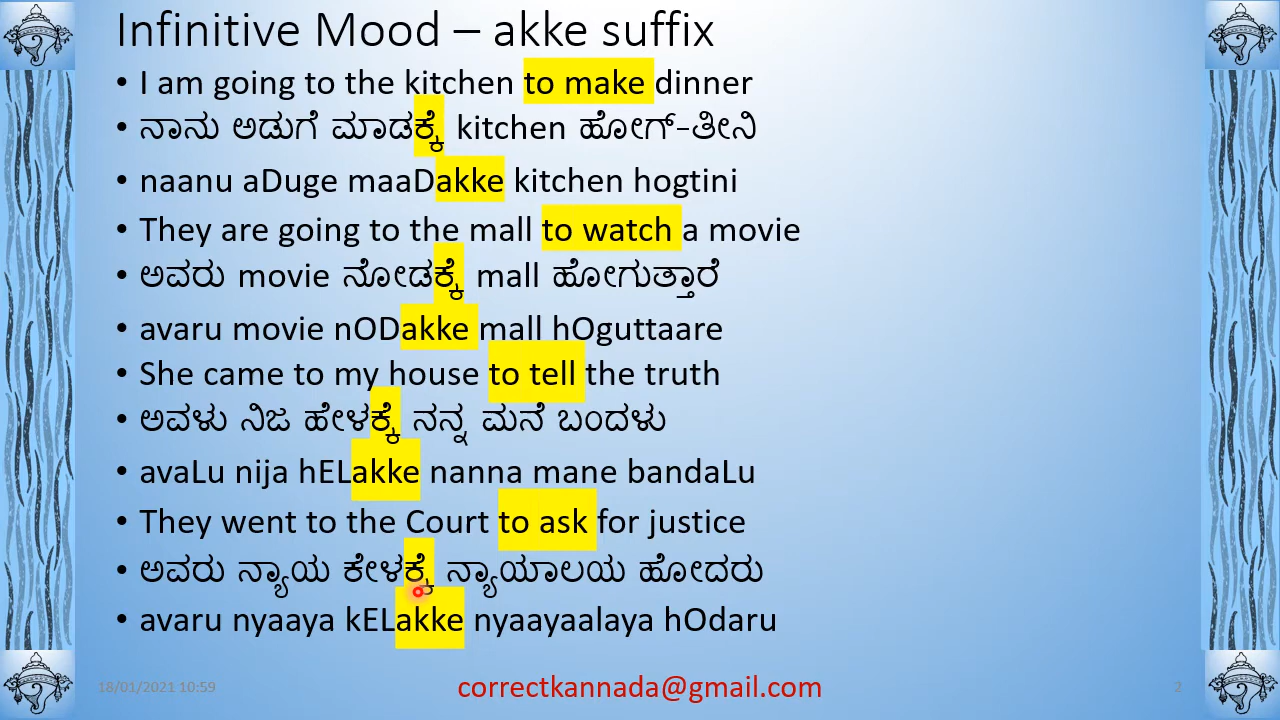 Infinitive Mood – akke suffix
• I am going to the kitchen to make dinner
• ನಾನು ಅಡುಗೆ ಮಾಡಕ್ಕೆ kitchen ಹೋಗ್-ತೀನಿ
• naanu aDuge maaDakke kitchen hogtini
• They are going to the mall to watch a movie
• ಅವರು movie ನೋಡಕ್ಕೆ mall ಹೋಗುತ್ತಾರೆ
• avaru movie nODakke mall hOguttaare
• She came to my house to tell the truth
• ಅವಳು ನಿಜ ಹೇಳಕ್ಕೆ ನನ್ನ ಮನೆ ಬಂದಳು
• avaLu nija hELakke nanna mane bandaLu
• They went to the Court to ask for justice
• ಅವರು ನ್ಯಾಯ ಕೇಳಕ್ಕೆ ನ್ಯಾಯಾಲಯ ಹೋದರು
• avaru nyaaya kELakke nyaayaalaya hOdaru
18/01/2021 10:59
correctkannada@gmail.com
2